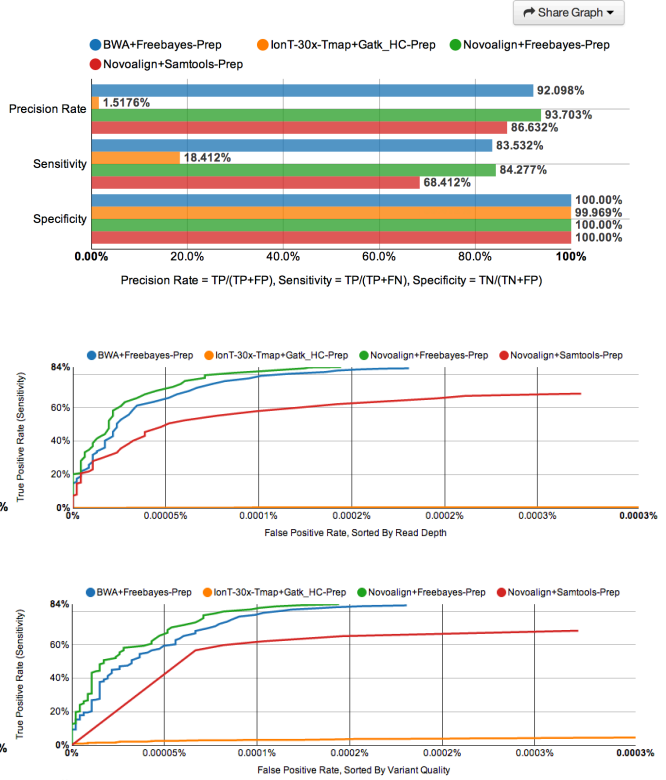 Share Graph
BWA+Freebayes-Prep IonT-30x-Tmap+Gatk_HC-Prep Novoalign+Freebayes-Prep
Novoalign+Samtools-Prep
92.098%
Precision Rate 1.5176%
93.703%
86.632%
83.532%
Sensitivity 18.412%
84.277%
68.412%
100.00%
Specificity 99.969%
100.00%
100.00%
0.00% 20.0% 40.0% 60.0% 80.0% 100%
Precision Rate = TP/(TP+FP), Sensitivity = TP/(TP+FN), Specificity = TN/(TN+FP)
BWA+Freebayes-Prep IonT-30x-Tmap+Gatk_HC-Prep Novoalign+Freebayes-Prep Novoalign+Samtools-Prep
True Positive Rate (Sensitivity)
84%
60%
40%
20%
0%
%
0% 0.00005% 0.0001% 0.0002% 0.0002% 0.0003% 0.0003%
False Positive Rate, Sorted By Read Depth
BWA+Freebayes-Prep IonT-30x-Tmap+Gatk_HC-Prep Novoalign+Freebayes-Prep Novoalign+Samtools-Prep
True Positive Rate (Sensitivity)
84%
60%
40%
20%
0%
%
0% 0.00005% 0.0001% 0.0002% 0.0002% 0.0003% 0.0003%
False Positive Rate, Sorted By Variant Quality